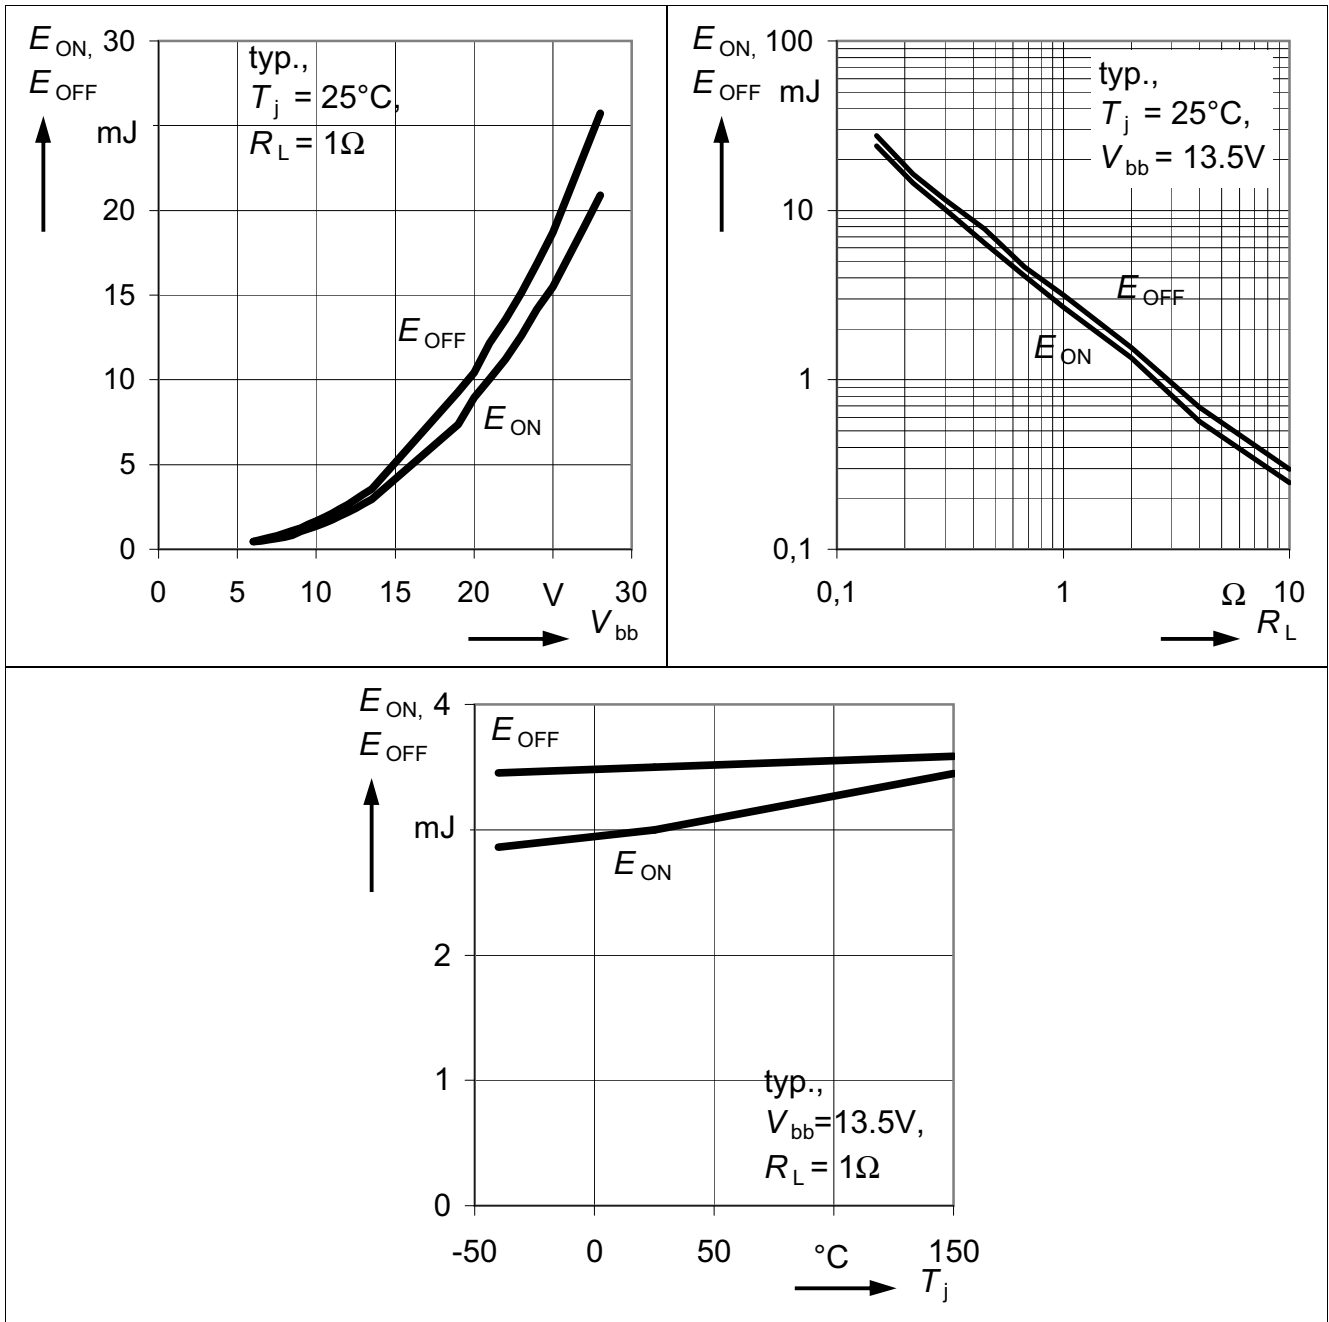 E ON, 30
E OFF
mJ
20
15
10
5
0
typ.,
T j = 25°C,
R L = 1Ω
E OFF
E ON
0 5 10 15 20 V 30
V bb
E ON, 100
E OFF mJ
10
1
0,1
typ.,
T j = 25°C,
V bb = 13.5V
E OFF
E ON
0,1 1 Ω 10
R L
E ON, 4
E OFF
mJ
2
1
0
E OFF
E ON
typ.,
V bb=13.5V,
R L = 1Ω
-50 0 50 °C 150
T j